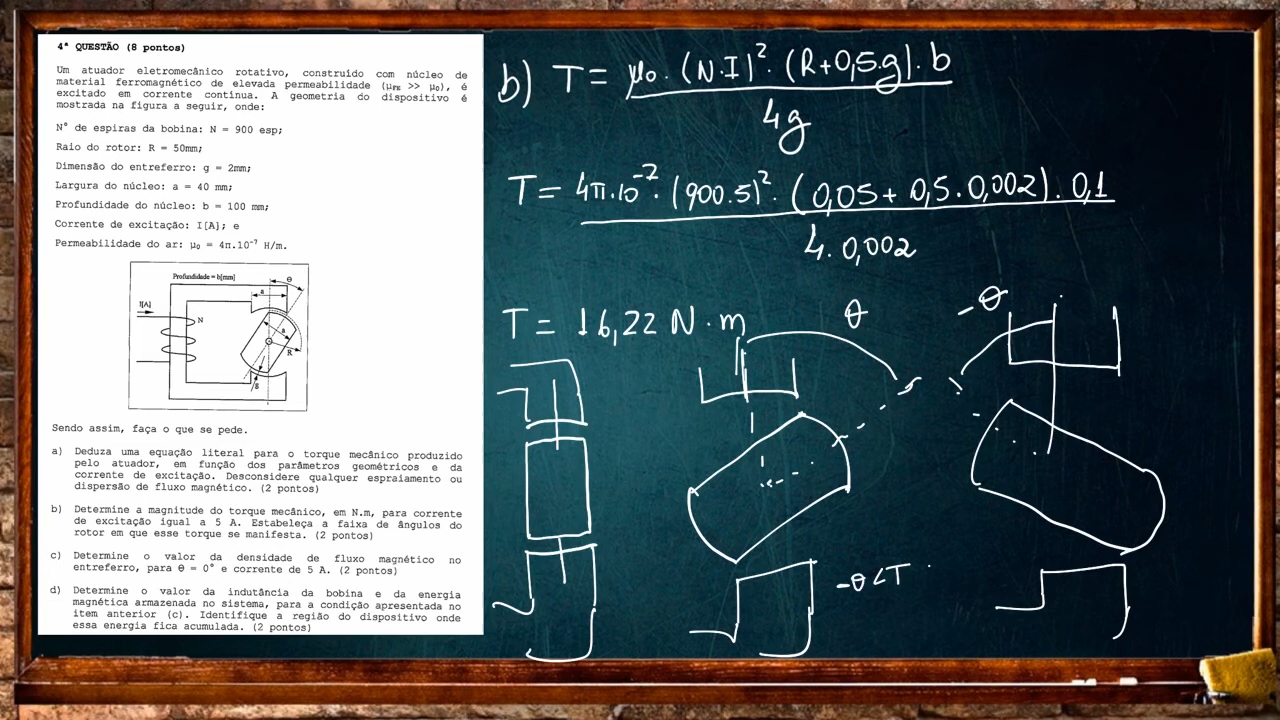 4ª QUESTÃO (8 pontos)
Um atuador eletromecânico rotativo, construído com núcleo de
material ferromagnético de elevada permeabilidade (μFE >> μ0), é
excitado em corrente contínua. A geometria do dispositivo é
mostrada na figura a seguir, onde:
N° de espiras da bobina: N = 900 esp;
Raio do rotor: R = 50mm;
Dimensão do entreferro: g = 2mm;
Largura do núcleo: a = 40 mm;
Profundidade do núcleo: b = 100 mm;
Corrente de excitação: I[A]; e
Permeabilidade do ar: μ0 = 4π.10⁻⁷ H/m.
Profundidade = b[mm]
θ
a
I[A]
N
a
R
g
Sendo assim, faça o que se pede.
a) Deduza uma equação literal para o torque mecânico produzido
pelo atuador, em função dos parâmetros geométricos e da
corrente de excitação. Desconsidere qualquer espraiamento ou
dispersão de fluxo magnético. (2 pontos)
b) Determine a magnitude do torque mecânico, em N.m, para corrente
de excitação igual a 5 A. Estabeleça a faixa de ângulos do
rotor em que esse torque se manifesta. (2 pontos)
c) Determine o valor da densidade de fluxo magnético no
entreferro, para θ = 0° e corrente de 5 A. (2 pontos)
d) Determine o valor da indutância da bobina e da energia
magnética armazenada no sistema, para a condição apresentada no
item anterior (c). Identifique a região do dispositivo onde
essa energia fica acumulada. (2 pontos)
b) T = μ0 . (N.I)² . (R+0,5.g) . b
4g
T = 4π.10⁻⁷ . (900.5)² . (0,05 + 0,5.0,002) . 0,1
4. 0,002
T = 16,22 N.m
θ
-θ
-θ < T